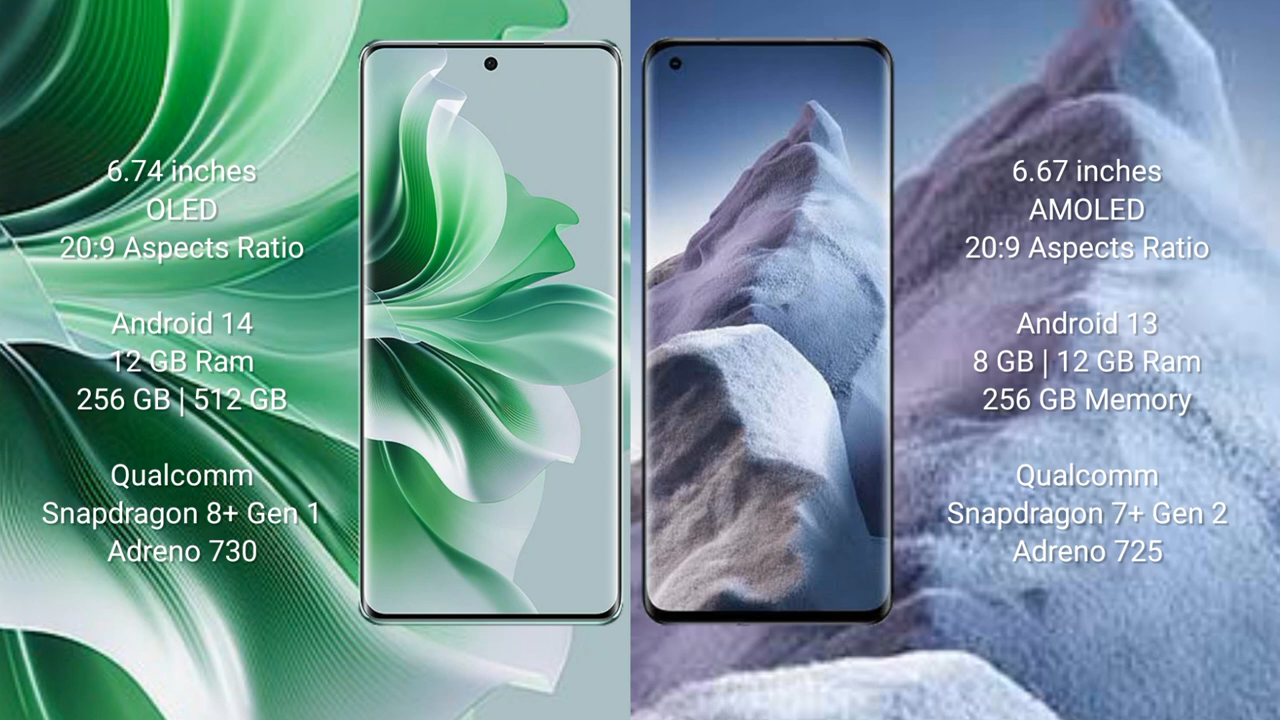 6.74 inches
OLED
20:9 Aspects Ratio
Android 14
12 GB Ram
256 GB | 512 GB
Qualcomm
Snapdragon 8+ Gen 1
Adreno 730
6.67 inches
AMOLED
20:9 Aspects Ratio
Android 13
8 GB | 12 GB Ram
256 GB Memory
Qualcomm
Snapdragon 7+ Gen 2
Adreno 725